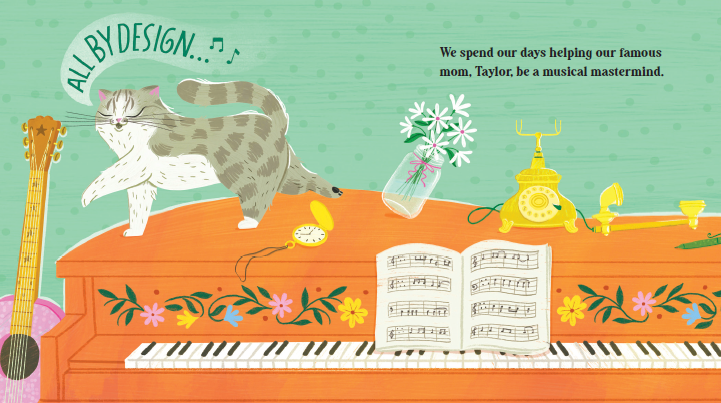 ALL BY DESIGN...
We spend our days helping our famous
mom, Taylor, be a musical mastermind.